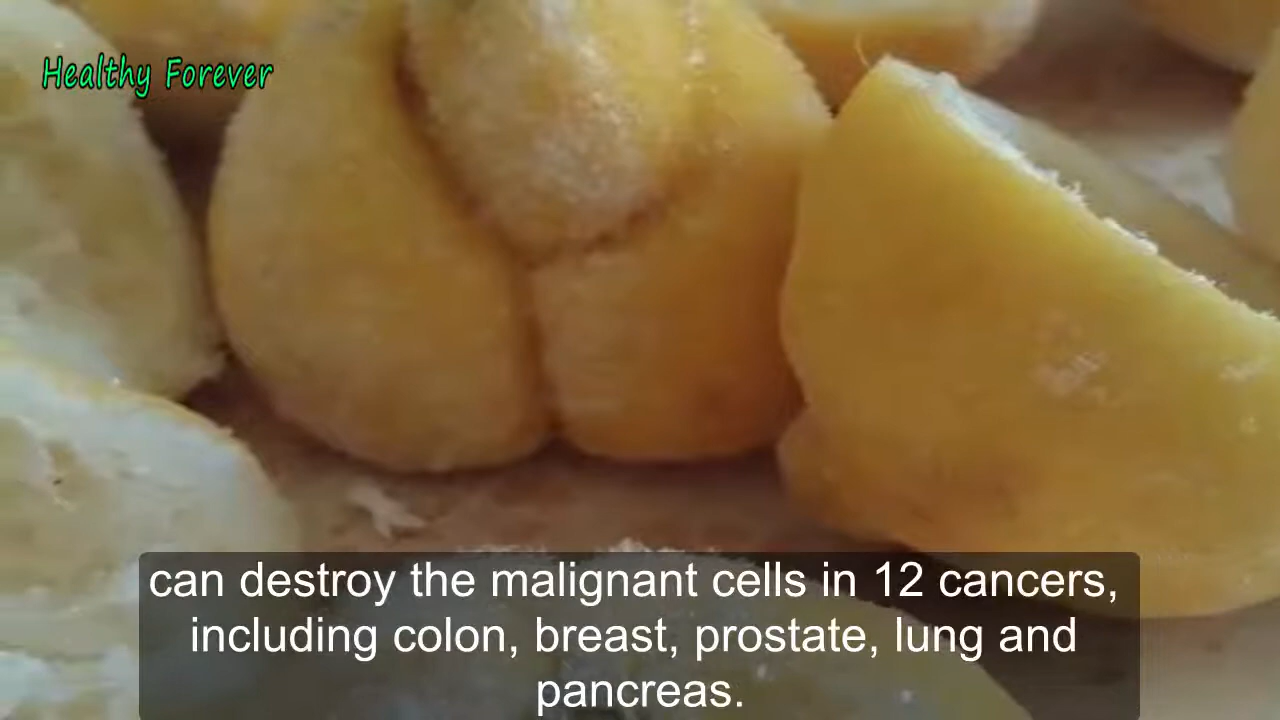 Healthy Forever
can destroy the malignant cells in 12 cancers,
including colon, breast, prostate, lung and
pancreas.